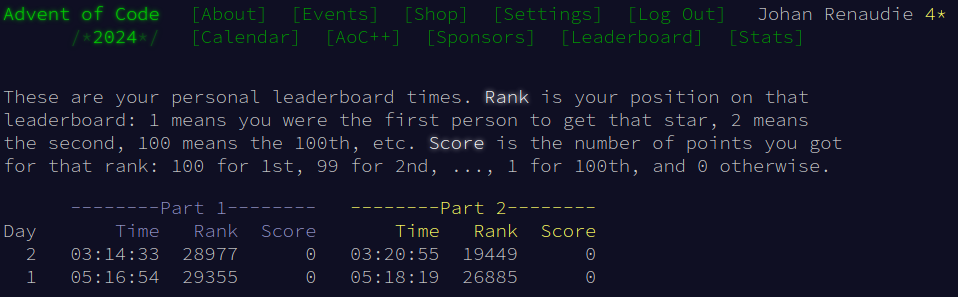 Advent of Code [About] [Events] [Shop] [Settings] [Log Out] Johan Renaudie 4*
/*2024*/ [Calendar] [AoC++] [Sponsors] [Leaderboard] [Stats]
These are your personal leaderboard times. Rank is your position on that
leaderboard: 1 means you were the first person to get that star, 2 means
the second, 100 means the 100th, etc. Score is the number of points you got
for that rank: 100 for 1st, 99 for 2nd, ..., 1 for 100th, and 0 otherwise.
--------Part 1-------- --------Part 2--------
Day Time Rank Score Time Rank Score
2 03:14:33 28977 0 03:20:55 19449 0
1 05:16:54 29355 0 05:18:19 26885 0